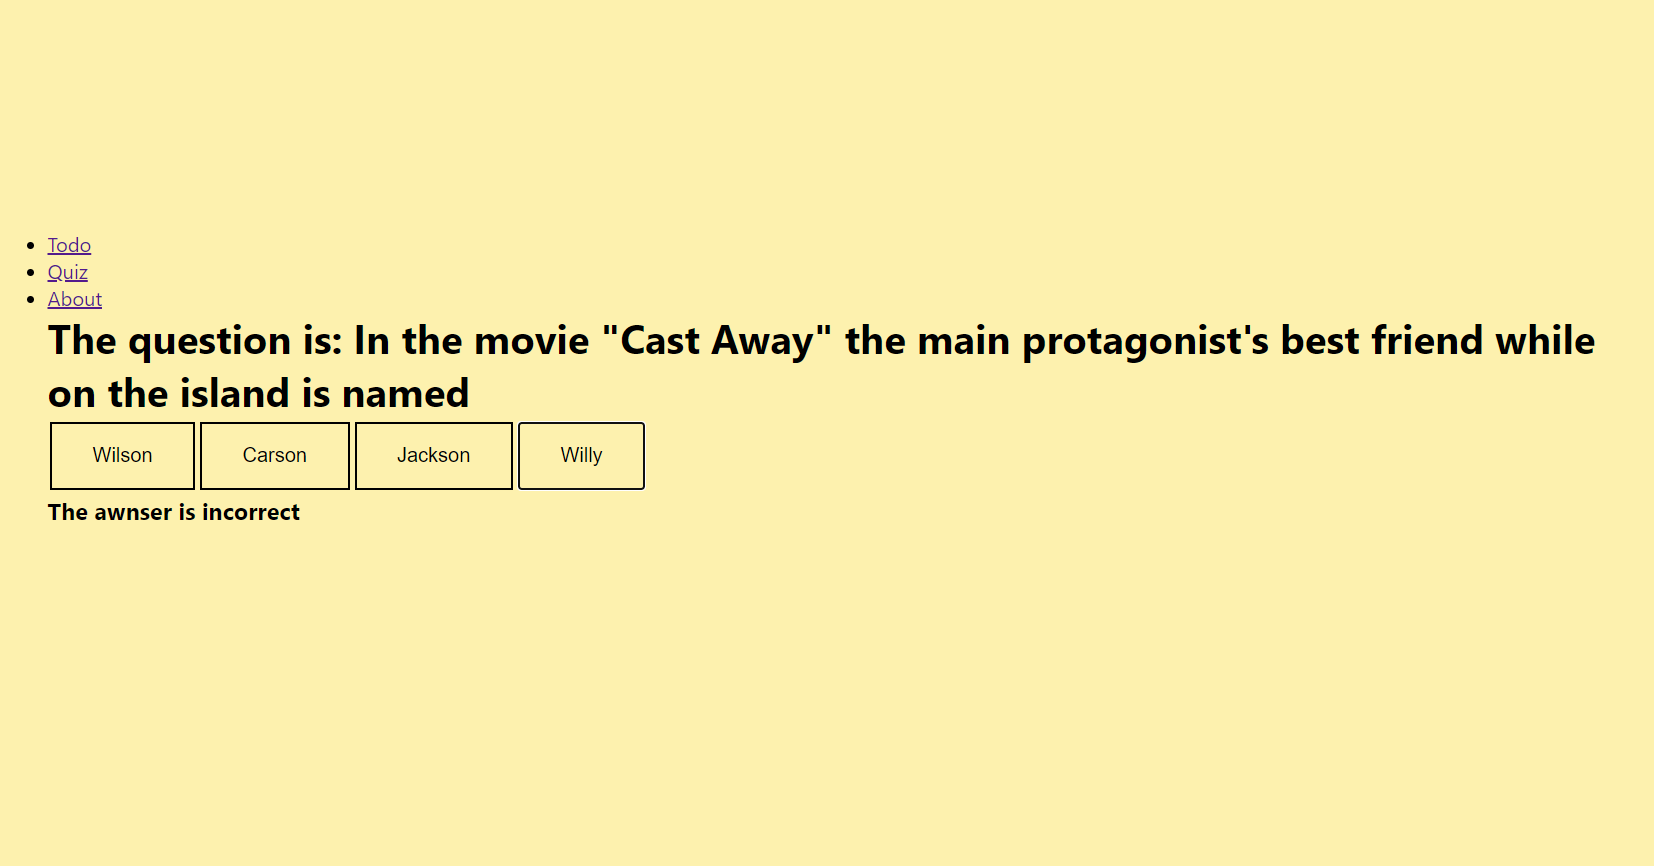 Todo
Quiz
About
The question is: In the movie "Cast Away" the main protagonist's best friend while
on the island is named
Wilson Carson Jackson Willy
The awnser is incorrect